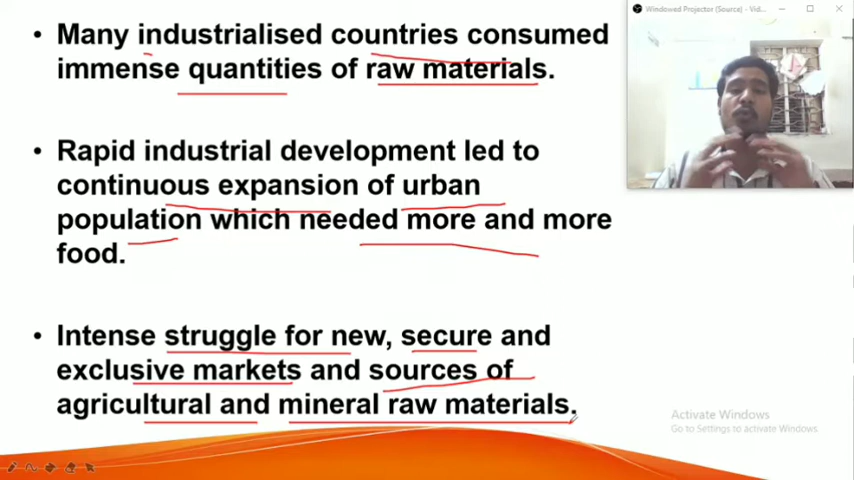 Windowed Projector (Source) - Vid...
• Many industrialised countries consumed
immense quantities of raw materials.
• Rapid industrial development led to
continuous expansion of urban
population which needed more and more
food.
• Intense struggle for new, secure and
exclusive markets and sources of
agricultural and mineral raw materials.
Activate Windows
Go to Settings to activate Windows.